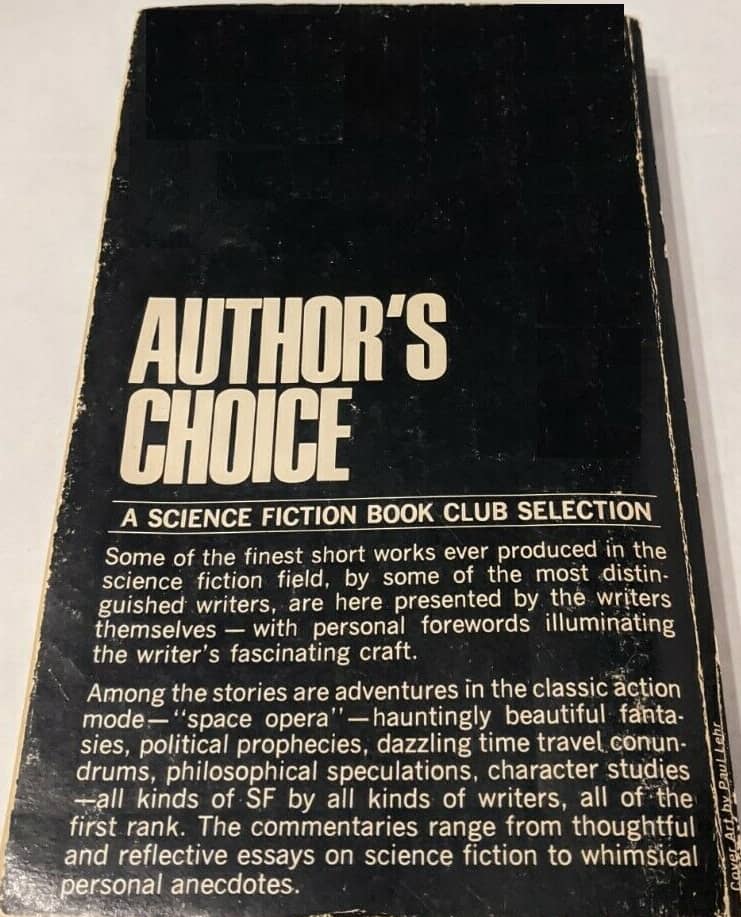 AUTHOR'S
CHOICE
A SCIENCE FICTION BOOK CLUB SELECTION
Some of the finest short works ever produced in the
science fiction field, by some of the most distin-
guished writers, are here presented by the writers
themselves — with personal forewords illuminating
the writer's fascinating craft.
Among the stories are adventures in the classic action
mode—"space opera"—hauntingly beautiful fanta-
sies, political prophecies, dazzling time travel conun-
drums, philosophical speculations, character studies
—all kinds of SF by all kinds of writers, all of the
first rank. The commentaries range from thoughtful
and reflective essays on science fiction to whimsical
personal anecdotes.
Cover Art by Paul Lehr